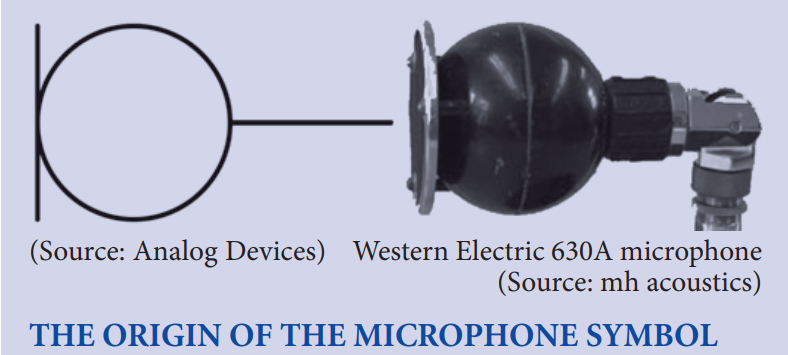 (Source: Analog Devices)
Western Electric 630A microphone
(Source: mh acoustics)
THE ORIGIN OF THE MICROPHONE SYMBOL